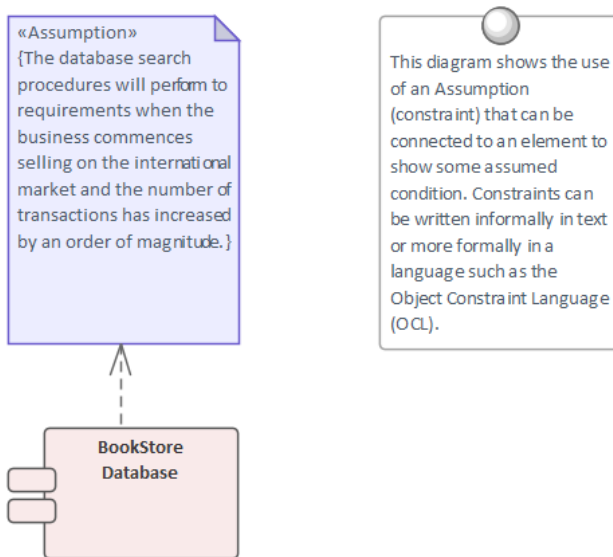 «Assumption»
{The database search
procedures will perform to
requirements when the
business commences
selling on the international
market and the number of
transactions has increased
by an order of magnitude.}
This diagram shows the use
of an Assumption
(constraint) that can be
connected to an element to
show some assumed
condition. Constraints can
be written informally in text
or more formally in a
language such as the
Object Constraint Language
(OCL).
BookStore
Database